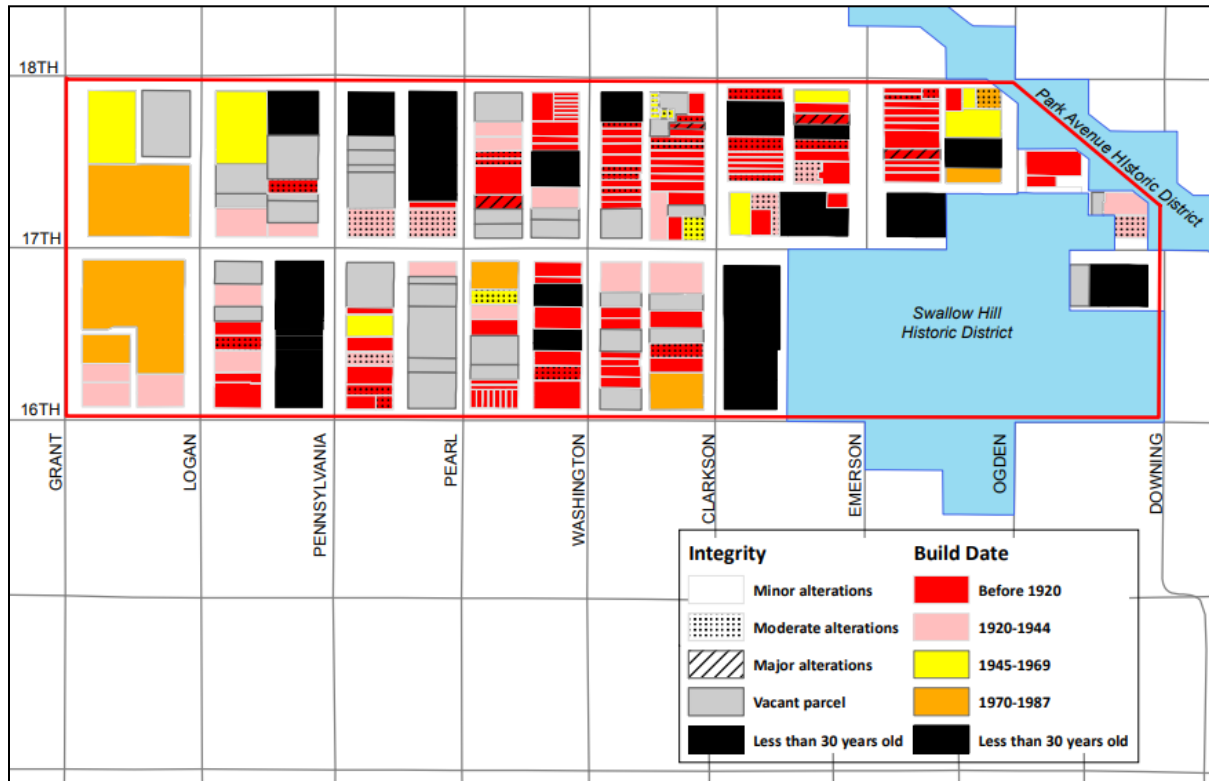 18TH
Park Avenue Historic District
17TH
Swallow Hill
Historic District
16TH
GRANT
LOGAN
PENNSYLVANIA
PEARL
WASHINGTON
CLARKSON
EMERSON
OGDEN
DOWNING
Integrity
Minor alterations
Moderate alterations
Major alterations
Vacant parcel
Less than 30 years old
Build Date
Before 1920
1920-1944
1945-1969
1970-1987
Less than 30 years old